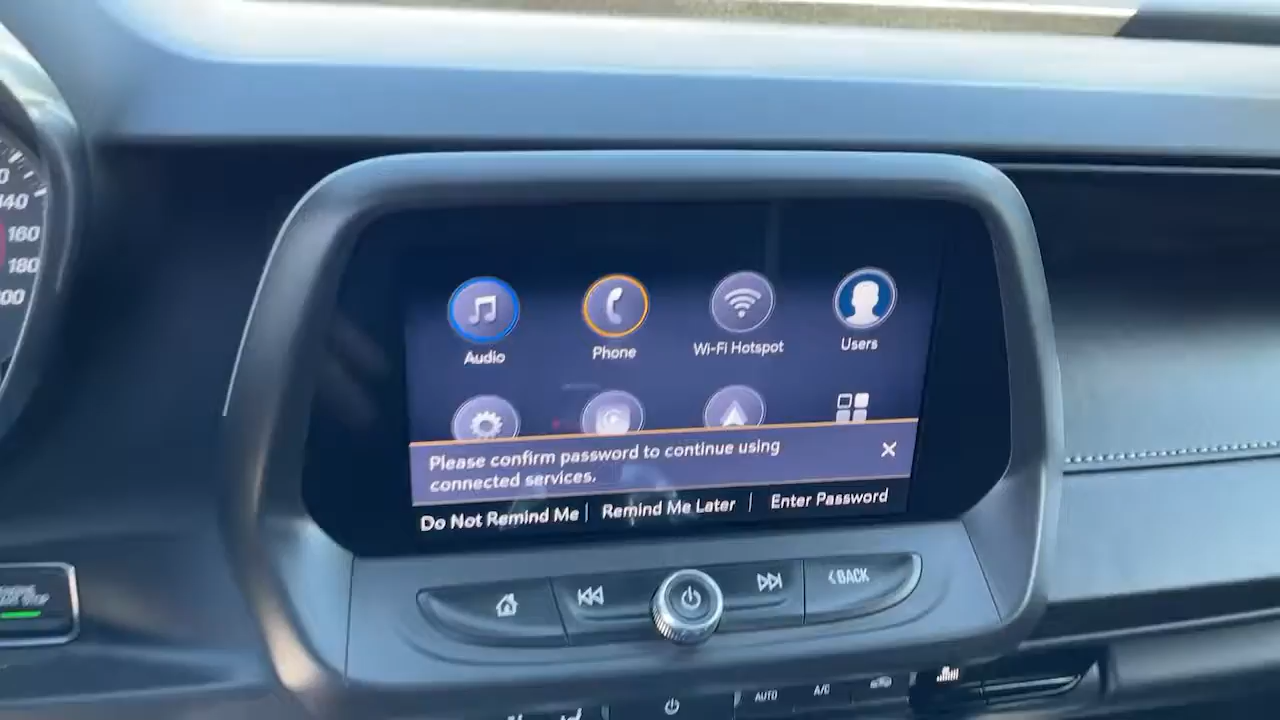 140
160
180
Audio
Phone
Wi-Fi Hotspot
Users
Please confirm password to continue using
connected services.
Do Not Remind Me
Remind Me Later
Enter Password
BACK
AUTO
A/C